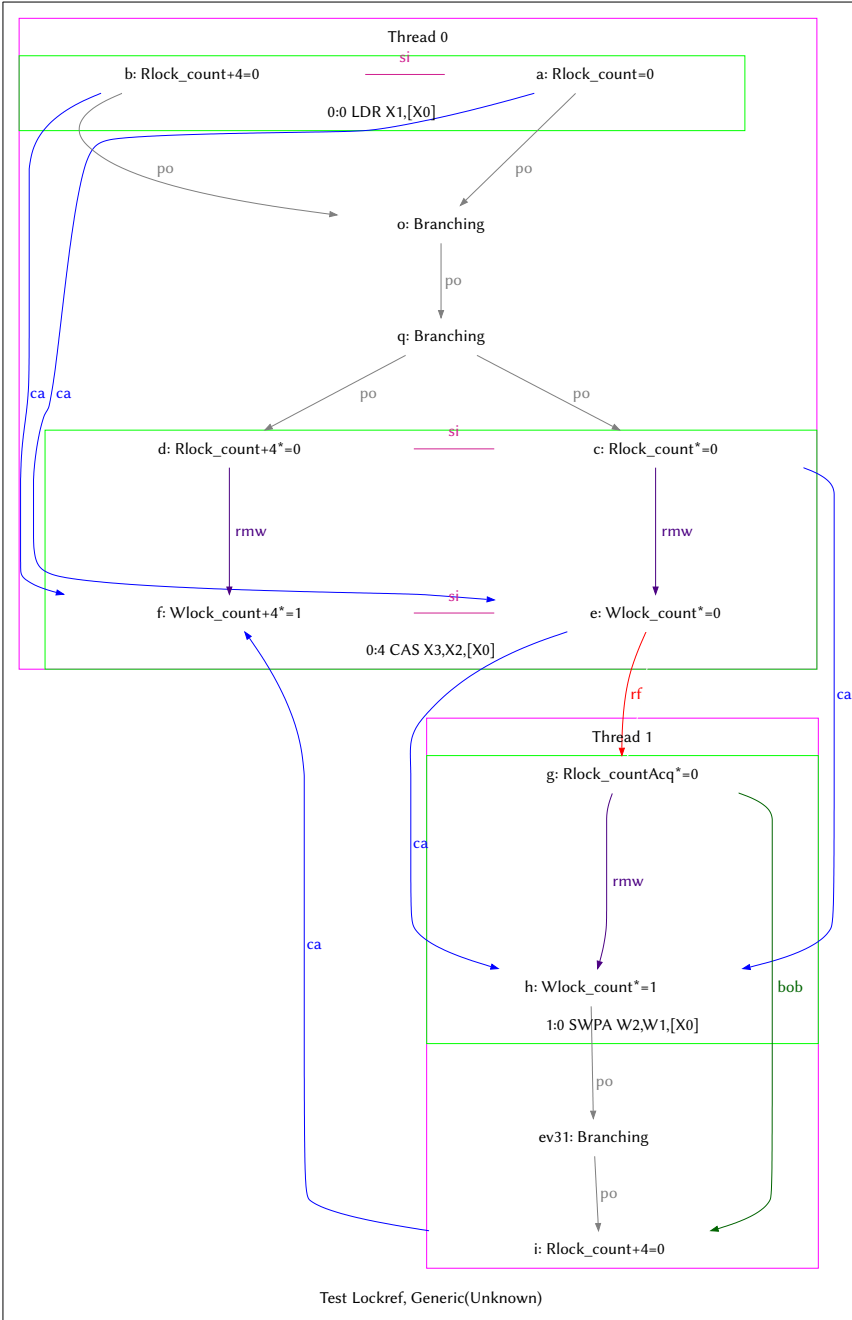 Thread 0
si
b: Rlock_count+4=0
a: Rlock_count=0
0:0 LDR X1,[X0]
po
po
o: Branching
po
q: Branching
ca
ca
po
po
si
d: Rlock_count+4*=0
c: Rlock_count*=0
rmw
rmw
si
f: Wlock_count+4*=1
e: Wlock_count*=0
0:4 CAS X3,X2,[X0]
rf
ca
Thread 1
g: Rlock_countAcq*=0
ca
rmw
ca
h: Wlock_count*=1
bob
1:0 SWPA W2,W1,[X0]
po
ev31: Branching
po
i: Rlock_count+4=0
Test Lockref, Generic(Unknown)